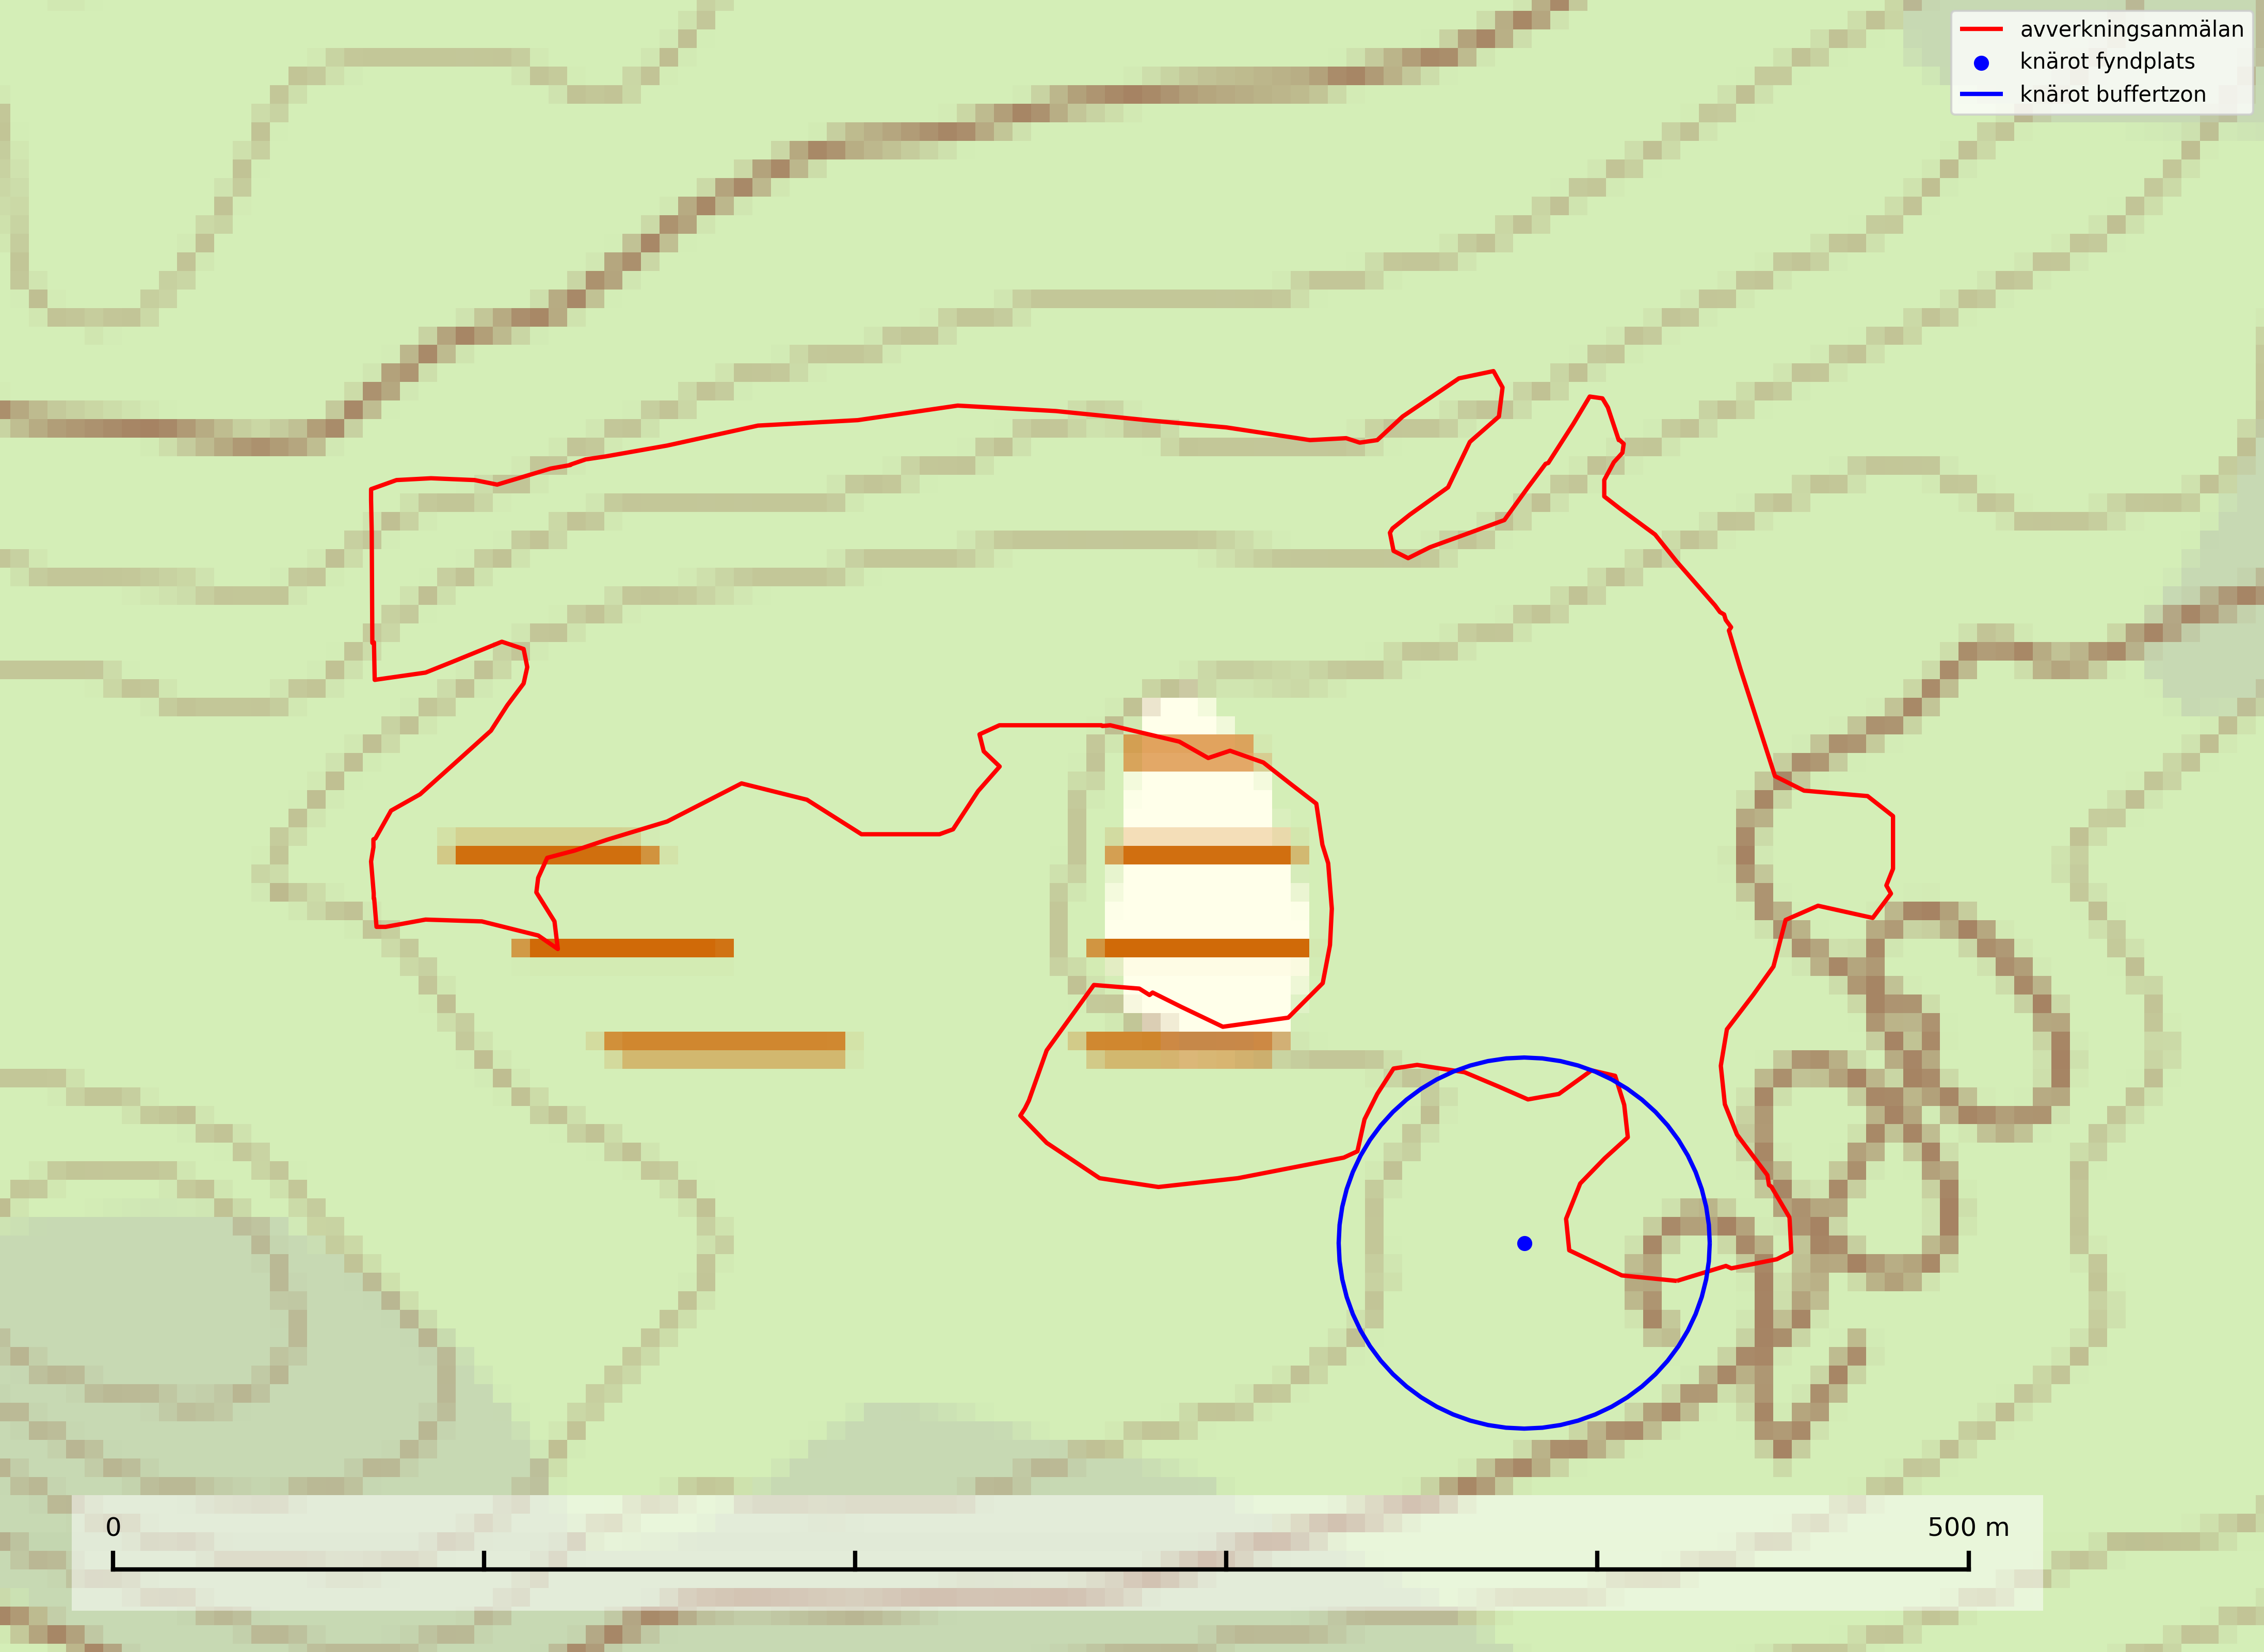 avverkningsanmälan
knärot fyndplats
knärot buffertzon
0
500 m